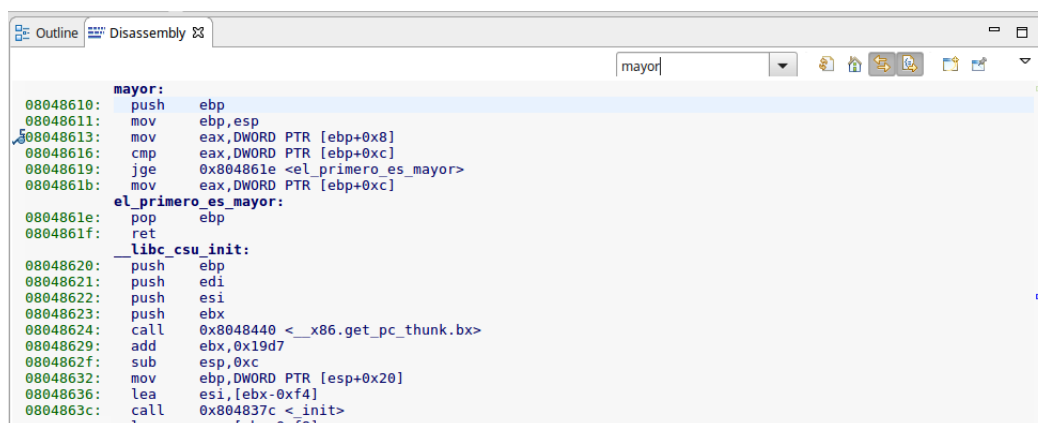 Outline Disassembly
mayor
mayor:
08048610: push ebp
08048611: mov ebp,esp
08048613: mov eax,DWORD PTR [ebp+0x8]
08048616: cmp eax,DWORD PTR [ebp+0xc]
08048619: jge 0x804861e <el_primero_es_mayor>
0804861b: mov eax,DWORD PTR [ebp+0xc]
el_primero_es_mayor:
0804861e: pop ebp
0804861f: ret
__libc_csu_init:
08048620: push ebp
08048621: push edi
08048622: push esi
08048623: push ebx
08048624: call 0x8048440 <__x86.get_pc_thunk.bx>
08048629: add ebx,0x19d7
0804862f: sub esp,0xc
08048632: mov ebp,DWORD PTR [esp+0x20]
08048636: lea esi,[ebx-0xf4]
0804863c: call 0x804837c <_init>